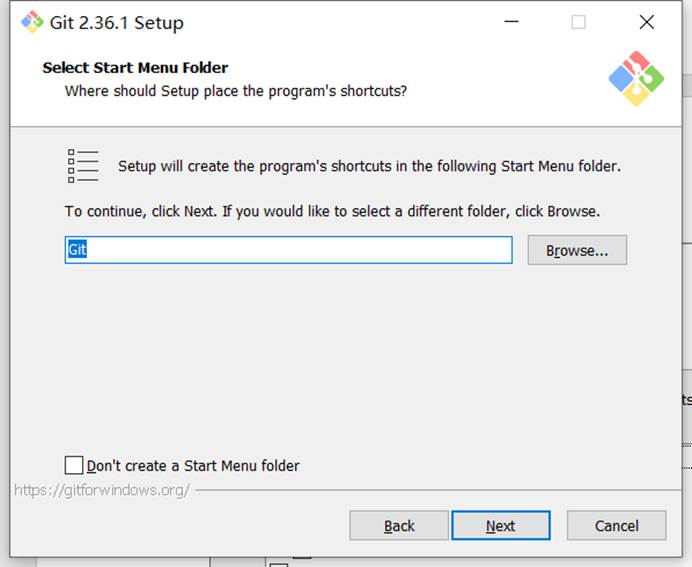 Git 2.36.1 Setup
Select Start Menu Folder
Where should Setup place the program's shortcuts?
Setup will create the program's shortcuts in the following Start Menu folder.
To continue, click Next. If you would like to select a different folder, click Browse.
Git
Browse...
Don't create a Start Menu folder
https://gitforwindows.org/
Back
Next
Cancel